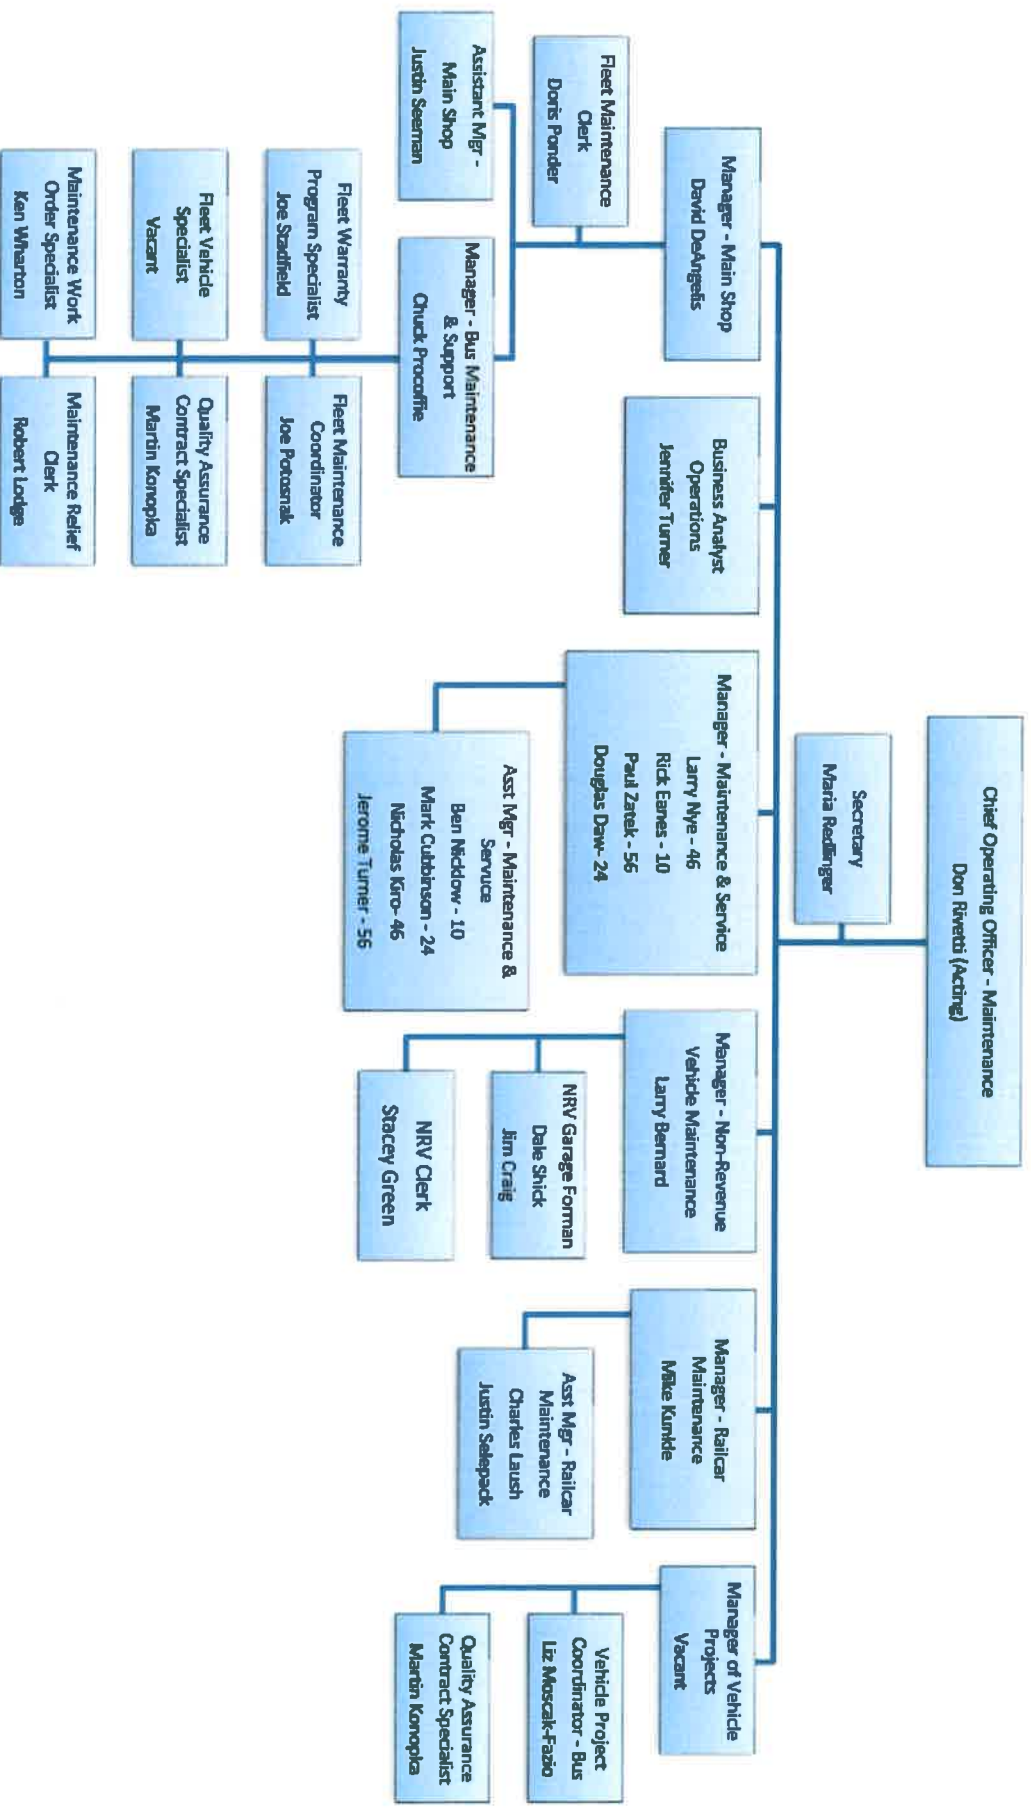 Chief Operating Officer - Maintenance
Don Rivetti (Acting)
Secretary
Maria Redlinger
Manager - Main Shop
David DeAngelis
Fleet Maintenance
Clerk
Doris Ponder
Assistant Mgr -
Main Shop
Justin Seeman
Manager - Bus Maintenance
& Support
Chuck Procoffie
Fleet Warranty
Program Specialist
Joe Stadfield
Fleet Maintenance
Coordinator
Joe Potosnak
Fleet Vehicle
Specialist
Vacant
Quality Assurance
Contract Specialist
Martin Konopka
Maintenance Work
Order Specialist
Ken Wharton
Maintenance Relief
Clerk
Robert Lodge
Business Analyst
Operations
Jennifer Turner
Manager - Maintenance & Service
Larry Nye - 46
Rick Eanes - 10
Paul Zatek - 56
Douglas Daw- 24
Asst Mgr - Maintenance &
Servuce
Ben Nicklow - 10
Mark Cubbinson - 24
Nicholas Kiro- 46
Jerome Turner - 56
Manager - Non-Revenue
Vehicle Maintenance
Larry Bernard
NRV Garage Forman
Dale Shick
Jim Craig
NRV Clerk
Stacey Green
Manager - Railcar
Maintenance
Mike Kunkle
Asst Mgr - Railcar
Maintenance
Charles Laush
Justin Selepack
Manager of Vehicle
Projects
Vacant
Vehicle Project
Coordinator - Bus
Liz Moscak-Fazio
Quality Assurance
Contract Specialist
Martin Konopka